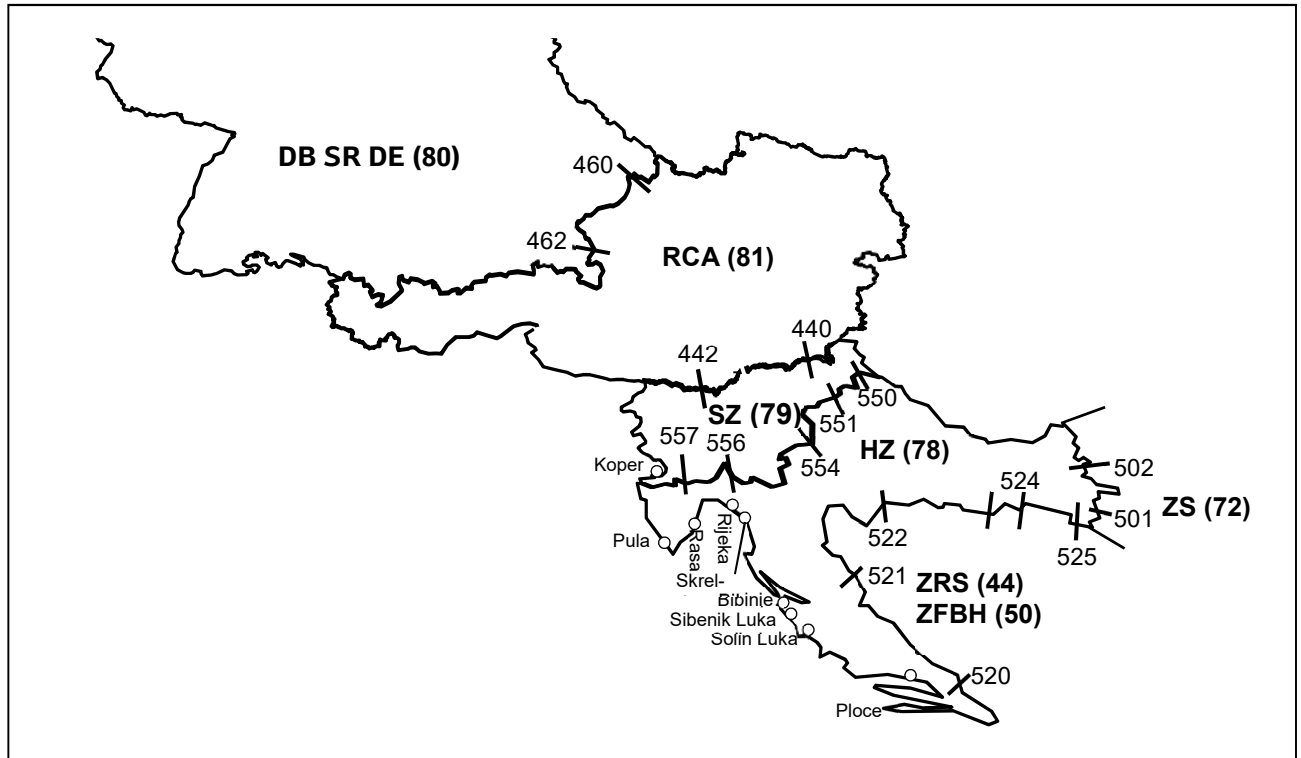 DB SR DE (80)
460
462
RCA (81)
440
442
SZ (79)
550
551
557
556
554
HZ (78)
Koper
502
524
ZS (72)
501
522
525
Pula
Rasa
Rijeka
Skrel-
521
ZRS (44)
ZFBH (50)
Bibinje
Sibenik Luka
Solin Luka
520
Ploce